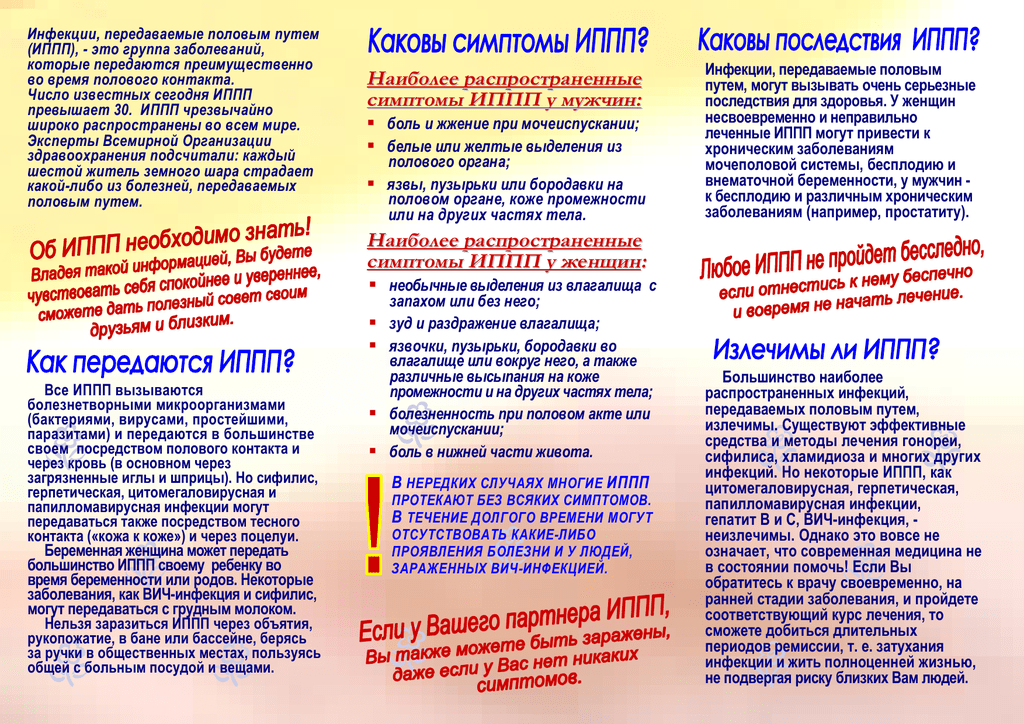 Инфекции, передаваемые половым путем
(ИППП), - это группа заболеваний,
которые передаются преимущественно
во время полового контакта.
Число известных сегодня ИППП
превышает 30. ИППП чрезвычайно
широко распространены во всем мире.
Эксперты Всемирной Организации
здравоохранения подсчитали: каждый
шестой житель земного шара страдает
какой-либо из болезней, передаваемых
половым путем.
Об ИППП необходимо знать!
Владея такой информацией, Вы будете
чувствовать себя спокойнее и увереннее,
сможете дать полезный совет своим
друзьям и близким.
Как передаются ИППП?
Все ИППП вызываются
болезнетворными микроорганизмами
(бактериями, вирусами, простейшими,
паразитами) и передаются в большинстве
своем посредством полового контакта и
через кровь (в основном через
загрязненные иглы и шприцы). Но сифилис,
герпетическая, цитомегаловирусная и
папилломавирусная инфекции могут
передаваться также посредством тесного
контакта («кожа к коже») и через поцелуи.
Беременная женщина может передать
большинство ИППП своему ребенку во
время беременности или родов. Некоторые
заболевания, как ВИЧ-инфекция и сифилис,
могут передаваться с грудным молоком.
Нельзя заразиться ИППП через объятия,
рукопожатие, в бане или бассейне, берясь
за ручки в общественных местах, пользуясь
общей с больным посудой и вещами.
Каковы симптомы ИППП?
Наиболее распространенные
симптомы ИППП у мужчин:
▪ боль и жжение при мочеиспускании;
▪ белые или желтые выделения из
полового органа;
▪ язвы, пузырьки или бородавки на
половом органе, коже промежности
или на других частях тела.
Наиболее распространенные
симптомы ИППП у женщин:
▪ необычные выделения из влагалища с
запахом или без него;
▪ зуд и раздражение влагалища;
▪ язвочки, пузырьки, бородавки во
влагалище или вокруг него, а также
различные высыпания на коже
промежности и на других частях тела;
▪ болезненность при половом акте или
мочеиспускании;
▪ боль в нижней части живота.
!
В НЕРЕДКИХ СЛУЧАЯХ МНОГИЕ ИППП
ПРОТЕКАЮТ БЕЗ ВСЯКИХ СИМПТОМОВ.
В ТЕЧЕНИЕ ДОЛГОГО ВРЕМЕНИ МОГУТ
ОТСУТСТВОВАТЬ КАКИЕ-ЛИБО
ПРОЯВЛЕНИЯ БОЛЕЗНИ И У ЛЮДЕЙ,
ЗАРАЖЕННЫХ ВИЧ-ИНФЕКЦИЕЙ.
Если у Вашего партнера ИППП,
Вы также можете быть заражены,
даже если у Вас нет никаких
симптомов.
Каковы последствия ИППП?
Инфекции, передаваемые половым
путем, могут вызывать очень серьезные
последствия для здоровья. У женщин
несвоевременно и неправильно
леченные ИППП могут привести к
хроническим заболеваниям
мочеполовой системы, бесплодию и
внематочной беременности, у мужчин -
к бесплодию и различным хроническим
заболеваниям (например, простатиту).
Любое ИППП не пройдет бесследно,
если отнестись к нему беспечно
и вовремя не начать лечение.
Излечимы ли ИППП?
Большинство наиболее
распространенных инфекций,
передаваемых половым путем,
излечимы. Существуют эффективные
средства и методы лечения гонореи,
сифилиса, хламидиоза и многих других
инфекций. Но некоторые ИППП, как
цитомегаловирусная, герпетическая,
папилломавирусная инфекции,
гепатит В и С, ВИЧ-инфекция, -
неизлечимы. Однако это вовсе не
означает, что современная медицина не
в состоянии помочь! Если Вы
обратитесь к врачу своевременно, на
ранней стадии заболевания, и пройдете
соответствующий курс лечения, то
сможете добиться длительных
периодов ремиссии, т. е. затухания
инфекции и жить полноценной жизнью,
не подвергая риску близких Вам людей.